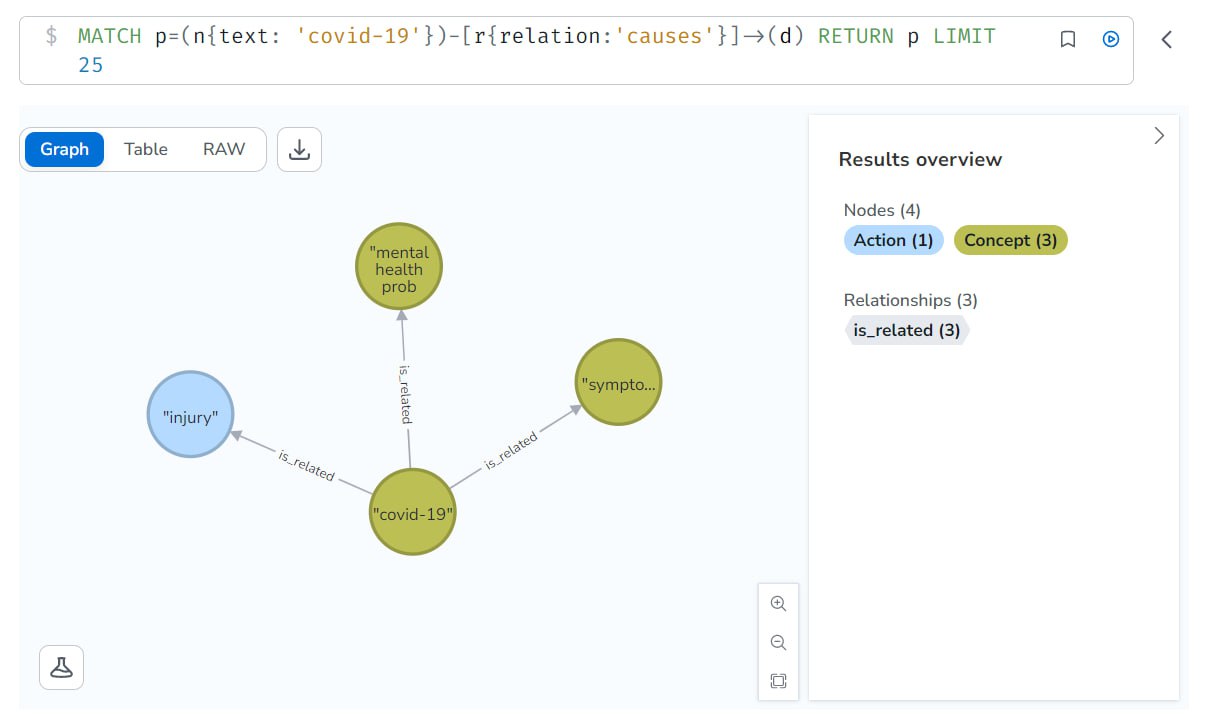 $ MATCH p=(n{text: 'covid-19'})-[r{relation:'causes'}]→(d) RETURN p LIMIT
25
Graph Table RAW
Results overview
Nodes (4)
Action (1) Concept (3)
Relationships (3)
is_related (3)
"mental
health
prob
is_related
"sympto...
"injury"
is_related
is_related
"covid-19"